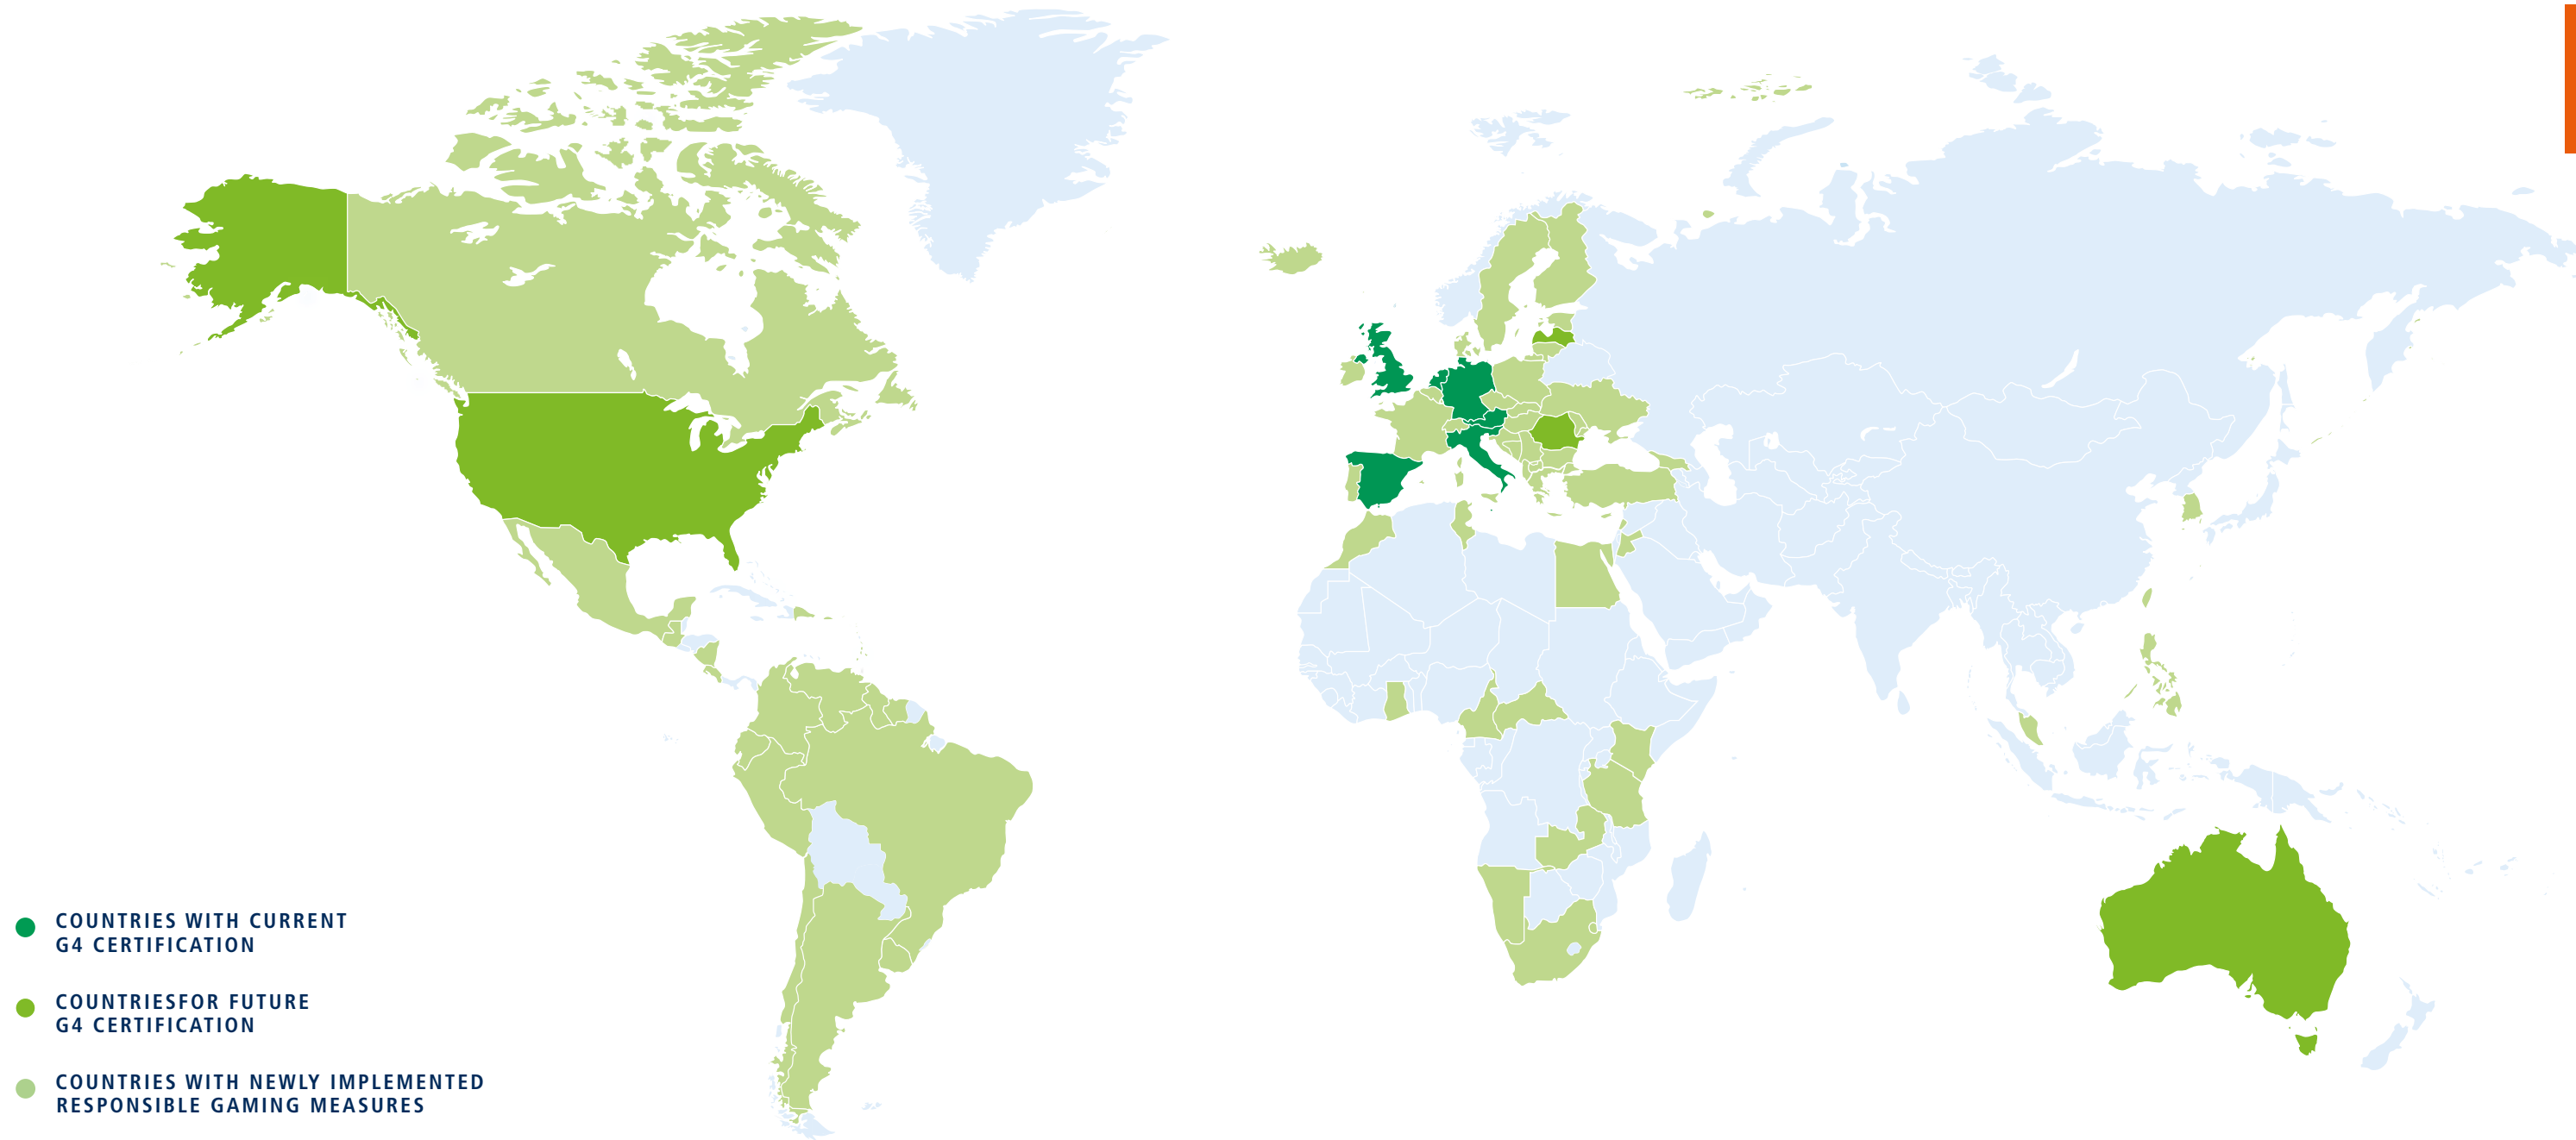 COUNTRIES WITH CURRENT
G4 CERTIFICATION
COUNTRIESFOR FUTURE
G4 CERTIFICATION
COUNTRIES WITH NEWLY IMPLEMENTED
RESPONSIBLE GAMING MEASURES